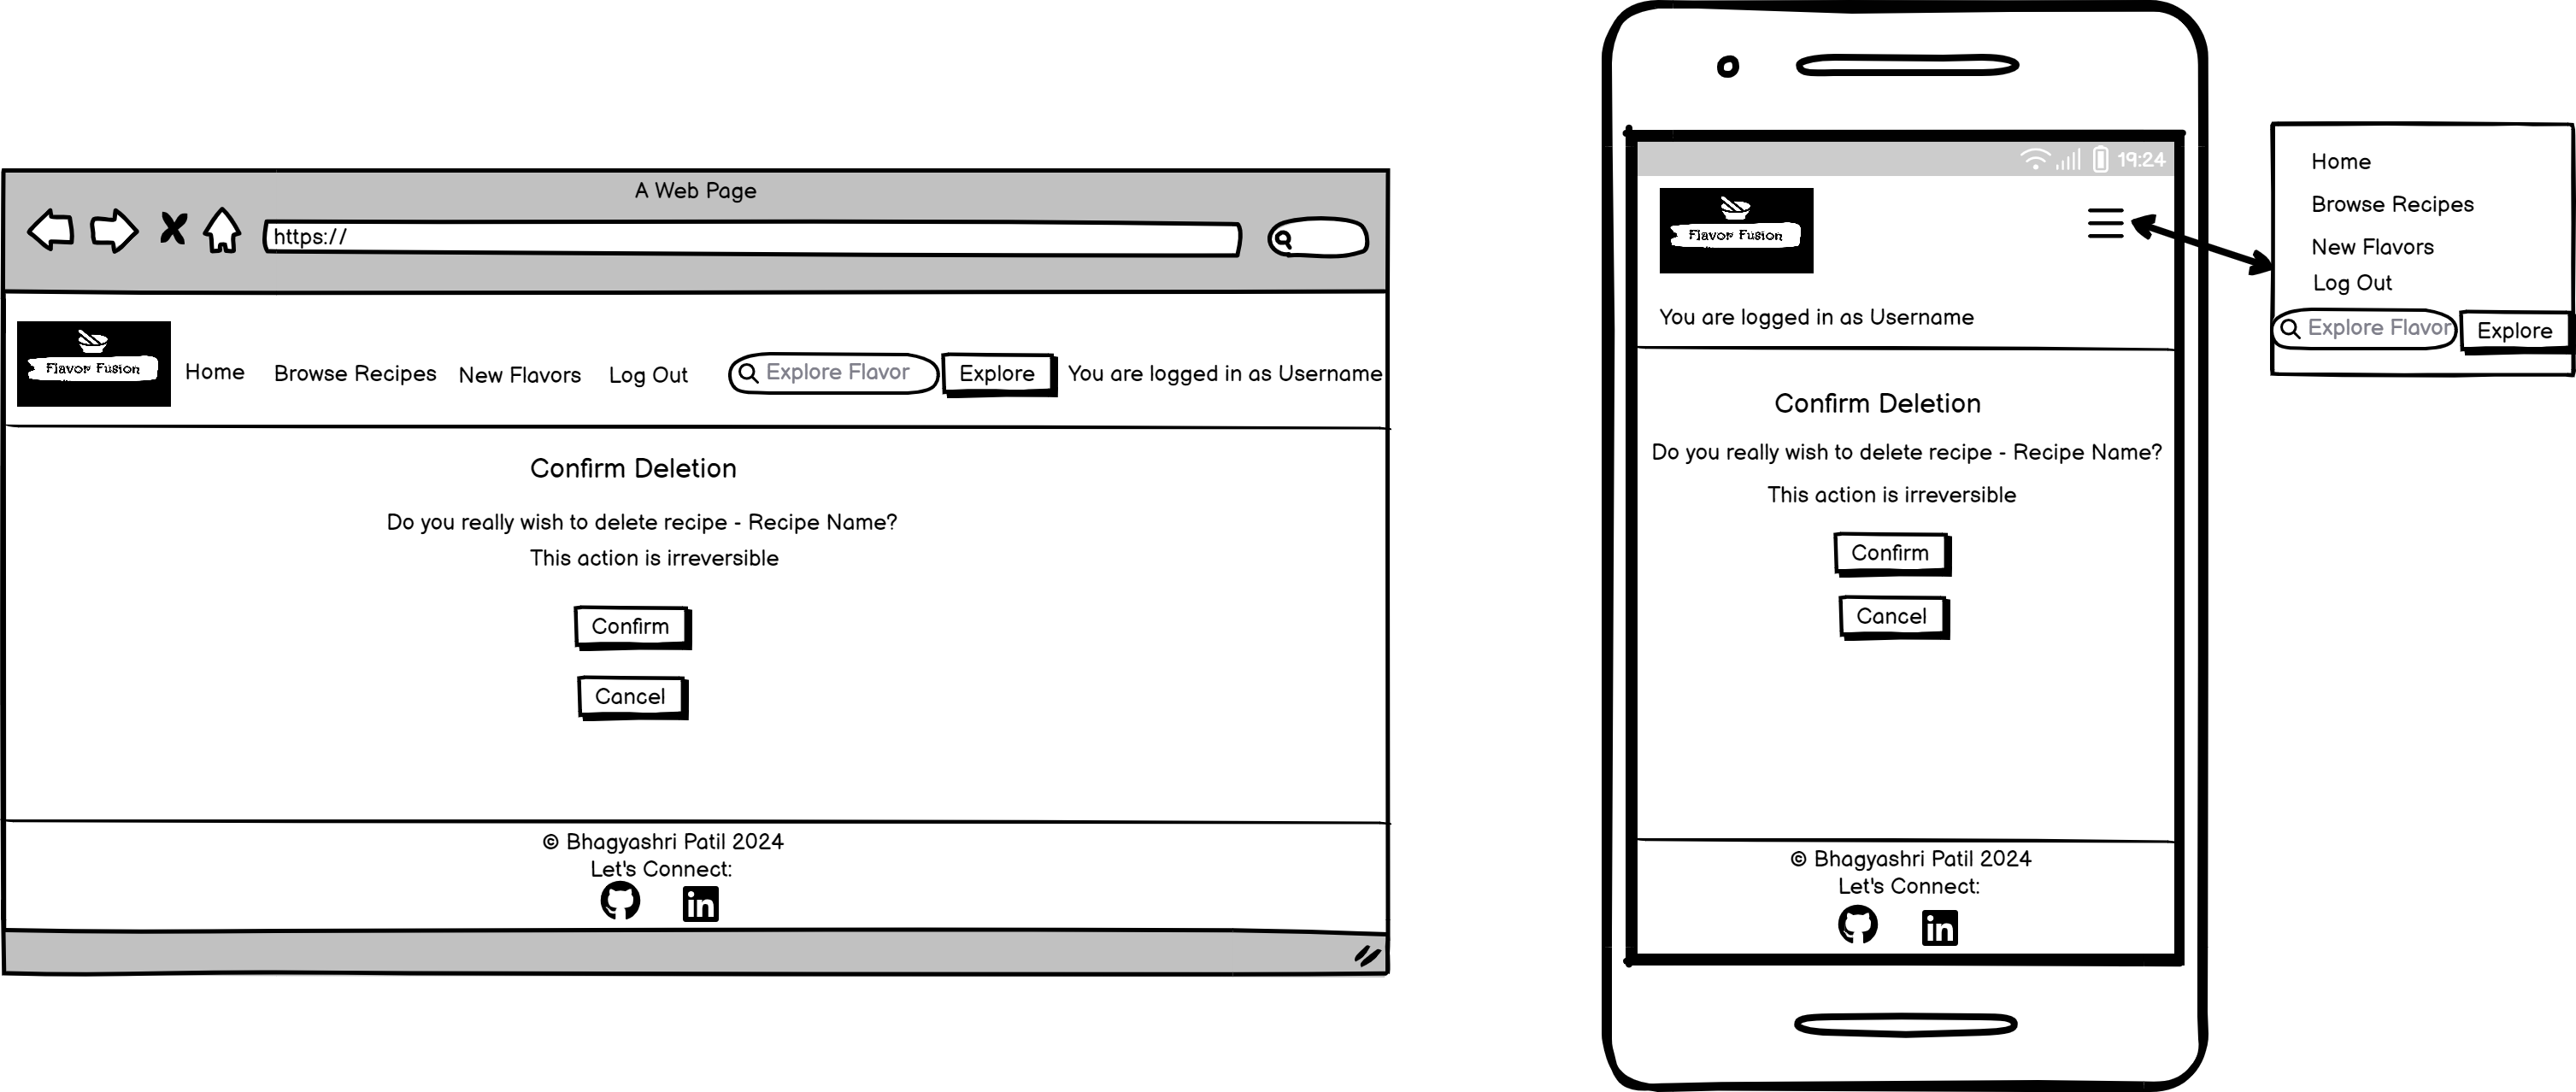 A Web Page
https://
Flavor Fusion
Home Browse Recipes New Flavors Log Out Explore Flavor Explore You are logged in as Username
Confirm Deletion
Do you really wish to delete recipe - Recipe Name?
This action is irreversible
Confirm
Cancel
© Bhagyashri Patil 2024
Let's Connect:
in
19:24
Flavor Fusion
You are logged in as Username
Confirm Deletion
Do you really wish to delete recipe - Recipe Name?
This action is irreversible
Confirm
Cancel
© Bhagyashri Patil 2024
Let's Connect:
in
Home
Browse Recipes
New Flavors
Log Out
Explore Flavor Explore